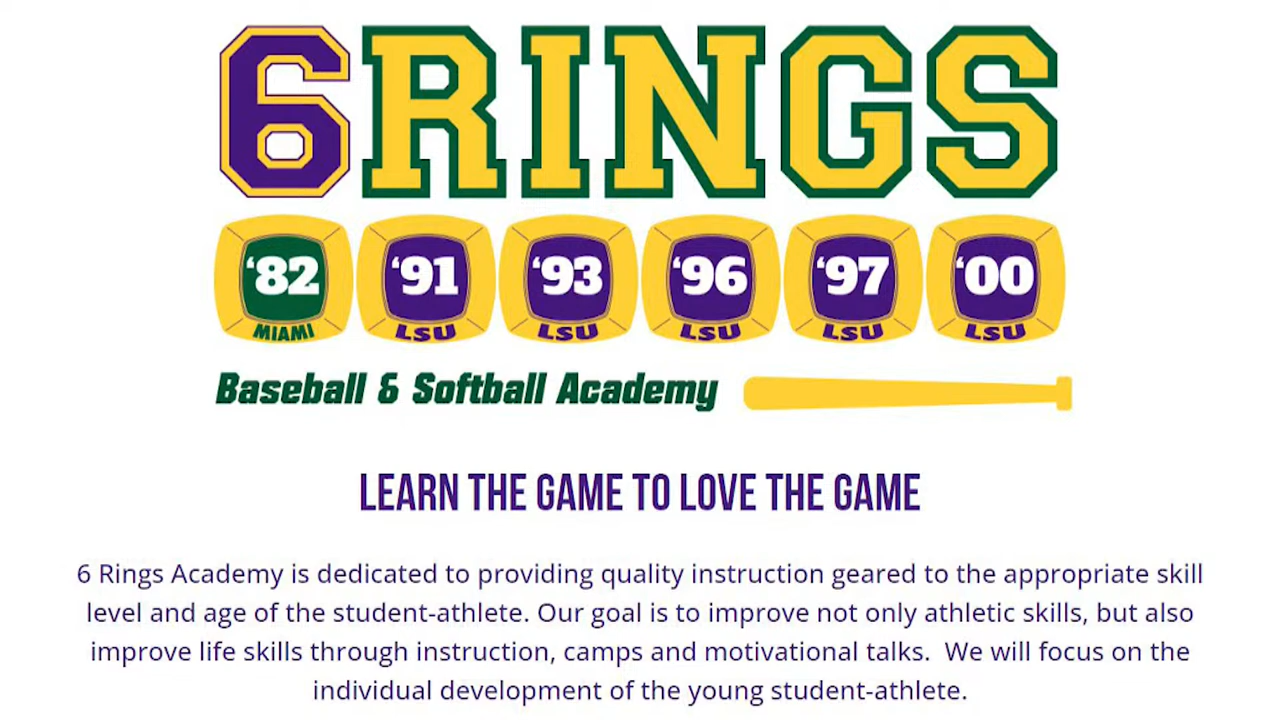 6RINGS
‘82 ‘91 ‘93 ‘96 ‘97 ‘00
MIAMI LSU LSU LSU LSU LSU
Baseball & Softball Academy
LEARN THE GAME TO LOVE THE GAME
6 Rings Academy is dedicated to providing quality instruction geared to the appropriate skill
level and age of the student-athlete. Our goal is to improve not only athletic skills, but also
improve life skills through instruction, camps and motivational talks.  We will focus on the
individual development of the young student-athlete.